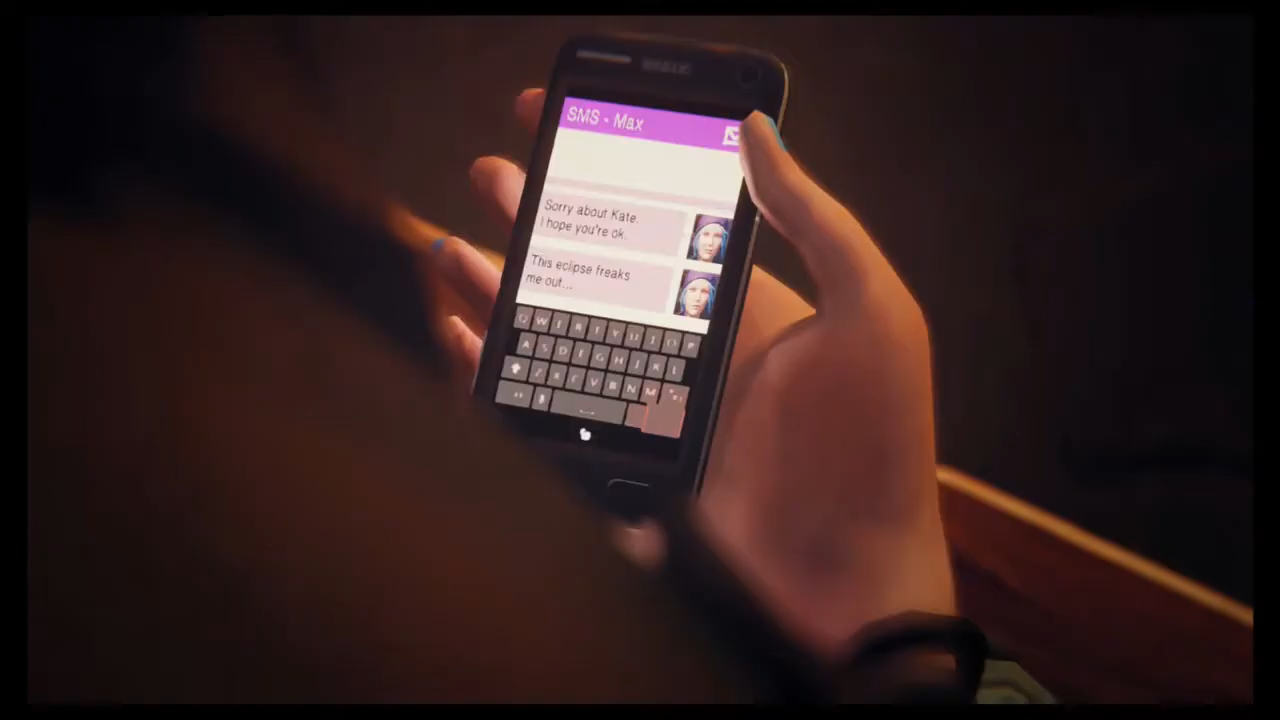 SMS - Max
Sorry about Kate.
I hope you're ok.
This eclipse freaks
me out...
Q W E R T Y U I O P
A S D F G H J K L
Z X C V B N M